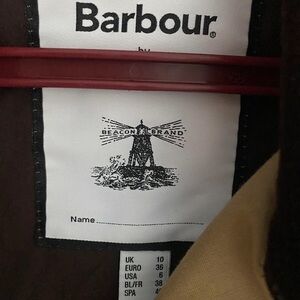 Barbour®
by
BEACON BRAND
Name
UK 10
EURO 36
USA 6
BL/FR 38
SPA